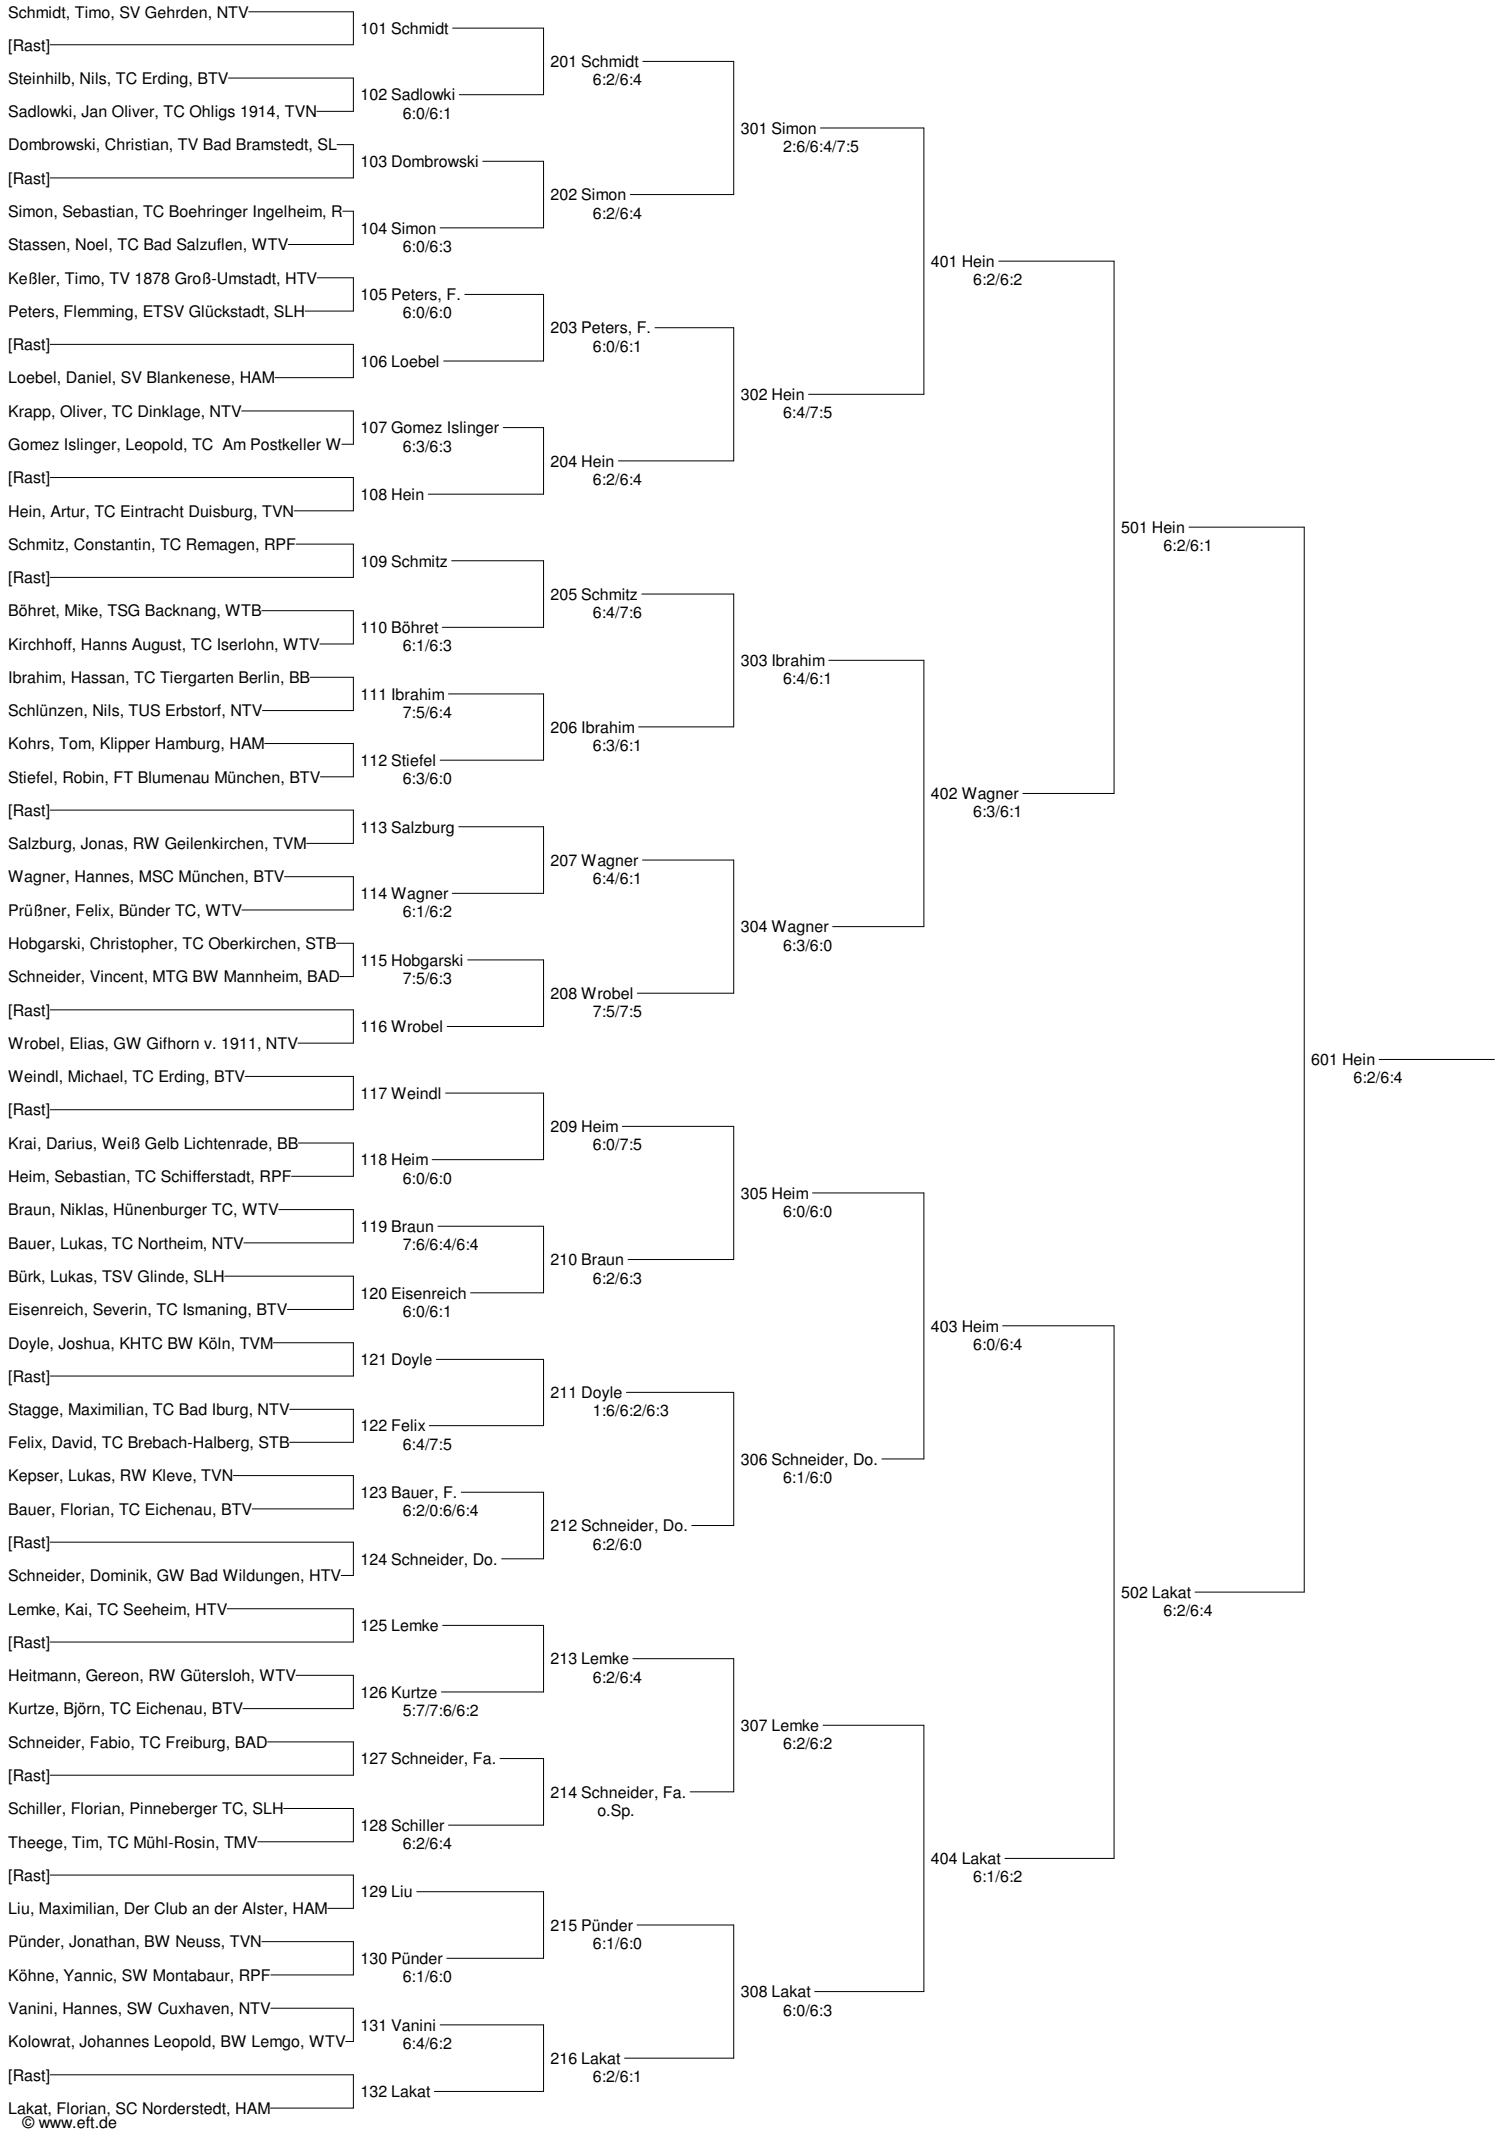 Schmidt, Timo, SV Gehrden, NTV
[Rast]
Steinhilb, Nils, TC Erding, BTV
Sadlowki, Jan Oliver, TC Ohligs 1914, TVN
Dombrowski, Christian, TV Bad Bramstedt, SL
[Rast]
Simon, Sebastian, TC Boehringer Ingelheim, R
Stassen, Noel, TC Bad Salzuflen, WTV
Keßler, Timo, TV 1878 Groß-Umstadt, HTV
Peters, Flemming, ETSV Glückstadt, SLH
[Rast]
Loebel, Daniel, SV Blankenese, HAM
Krapp, Oliver, TC Dinklage, NTV
Gomez Islinger, Leopold, TC Am Postkeller W
[Rast]
Hein, Artur, TC Eintracht Duisburg, TVN
Schmitz, Constantin, TC Remagen, RPF
[Rast]
Böhret, Mike, TSG Backnang, WTB
Kirchhoff, Hanns August, TC Iserlohn, WTV
Ibrahim, Hassan, TC Tiergarten Berlin, BB
Schlünzen, Nils, TUS Erbstorf, NTV
Kohrs, Tom, Klipper Hamburg, HAM
Stiefel, Robin, FT Blumenau München, BTV
[Rast]
Salzburg, Jonas, RW Geilenkirchen, TVM
Wagner, Hannes, MSC München, BTV
Prüßner, Felix, Bünder TC, WTV
Hobgarski, Christopher, TC Oberkirchen, STB
Schneider, Vincent, MTG BW Mannheim, BAD
[Rast]
Wrobel, Elias, GW Gifhorn v. 1911, NTV
Weindl, Michael, TC Erding, BTV
[Rast]
Krai, Darius, Weiß Gelb Lichtenrade, BB
Heim, Sebastian, TC Schifferstadt, RPF
Braun, Niklas, Hünenburger TC, WTV
Bauer, Lukas, TC Northeim, NTV
Bürk, Lukas, TSV Glinde, SLH
Eisenreich, Severin, TC Ismaning, BTV
Doyle, Joshua, KHTC BW Köln, TVM
[Rast]
Stagge, Maximilian, TC Bad Iburg, NTV
Felix, David, TC Brebach-Halberg, STB
Kepser, Lukas, RW Kleve, TVN
Bauer, Florian, TC Eichenau, BTV
[Rast]
Schneider, Dominik, GW Bad Wildungen, HTV
Lemke, Kai, TC Seeheim, HTV
[Rast]
Heitmann, Gereon, RW Gütersloh, WTV
Kurtze, Björn, TC Eichenau, BTV
Schneider, Fabio, TC Freiburg, BAD
[Rast]
Schiller, Florian, Pinneberger TC, SLH
Theege, Tim, TC Mühl-Rosin, TMV
[Rast]
Liu, Maximilian, Der Club an der Alster, HAM
Pünder, Jonathan, BW Neuss, TVN
Köhne, Yannic, SW Montabaur, RPF
Vanini, Hannes, SW Cuxhaven, NTV
Kolowrat, Johannes Leopold, BW Lemgo, WTV
[Rast]
Lakat, Florian, SC Norderstedt, HAM
© www.eft.de
101 Schmidt
102 Sadlowki
6:0/6:1
103 Dombrowski
104 Simon
6:0/6:3
105 Peters, F.
6:0/6:0
106 Loebel
107 Gomez Islinger
6:3/6:3
108 Hein
109 Schmitz
110 Böhret
6:1/6:3
111 Ibrahim
7:5/6:4
112 Stiefel
6:3/6:0
113 Salzburg
114 Wagner
6:1/6:2
115 Hobgarski
7:5/6:3
116 Wrobel
117 Weindl
118 Heim
6:0/6:0
119 Braun
7:6/6:4/6:4
120 Eisenreich
6:0/6:1
121 Doyle
122 Felix
6:4/7:5
123 Bauer, F.
6:2/0:6/6:4
124 Schneider, Do.
125 Lemke
126 Kurtze
5:7/7:6/6:2
127 Schneider, Fa.
128 Schiller
6:2/6:4
129 Liu
130 Pünder
6:1/6:0
131 Vanini
6:4/6:2
132 Lakat
201 Schmidt
6:2/6:4
202 Simon
6:2/6:4
203 Peters, F.
6:0/6:1
204 Hein
6:2/6:4
205 Schmitz
6:4/7:6
206 Ibrahim
6:3/6:1
207 Wagner
6:4/6:1
208 Wrobel
7:5/7:5
209 Heim
6:0/7:5
210 Braun
6:2/6:3
211 Doyle
1:6/6:2/6:3
212 Schneider, Do.
6:2/6:0
213 Lemke
6:2/6:4
214 Schneider, Fa.
o.Sp.
215 Pünder
6:1/6:0
216 Lakat
6:2/6:1
301 Simon
2:6/6:4/7:5
302 Hein
6:4/7:5
303 Ibrahim
6:4/6:1
304 Wagner
6:3/6:0
305 Heim
6:0/6:0
306 Schneider, Do.
6:1/6:0
307 Lemke
6:2/6:2
308 Lakat
6:0/6:3
401 Hein
6:2/6:2
402 Wagner
6:3/6:1
403 Heim
6:0/6:4
404 Lakat
6:1/6:2
501 Hein
6:2/6:1
502 Lakat
6:2/6:4
601 Hein
6:2/6:4